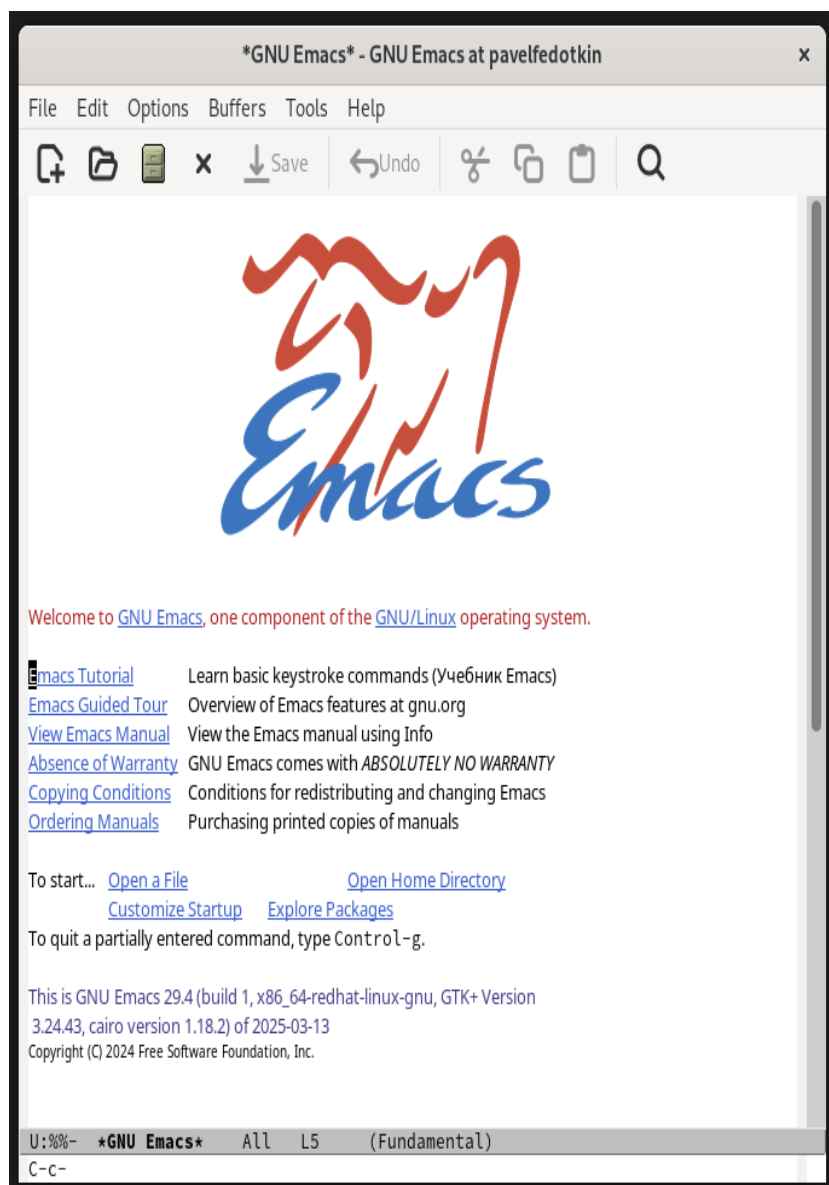 *GNU Emacs* - GNU Emacs at pavelfedotkin
File Edit Options Buffers Tools Help
Save Undo
Emacs
Welcome to GNU Emacs, one component of the GNU/Linux operating system.
Emacs Tutorial Learn basic keystroke commands (Учебник Emacs)
Emacs Guided Tour Overview of Emacs features at gnu.org
View Emacs Manual View the Emacs manual using Info
Absence of Warranty GNU Emacs comes with ABSOLUTELY NO WARRANTY
Copying Conditions Conditions for redistributing and changing Emacs
Ordering Manuals Purchasing printed copies of manuals
To start... Open a File Open Home Directory
Customize Startup Explore Packages
To quit a partially entered command, type Control-g.
This is GNU Emacs 29.4 (build 1, x86_64-redhat-linux-gnu, GTK+ Version
3.24.43, cairo version 1.18.2) of 2025-03-13
Copyright (C) 2024 Free Software Foundation, Inc.
U:%%- *GNU Emacs* All L5 (Fundamental)
C-c-